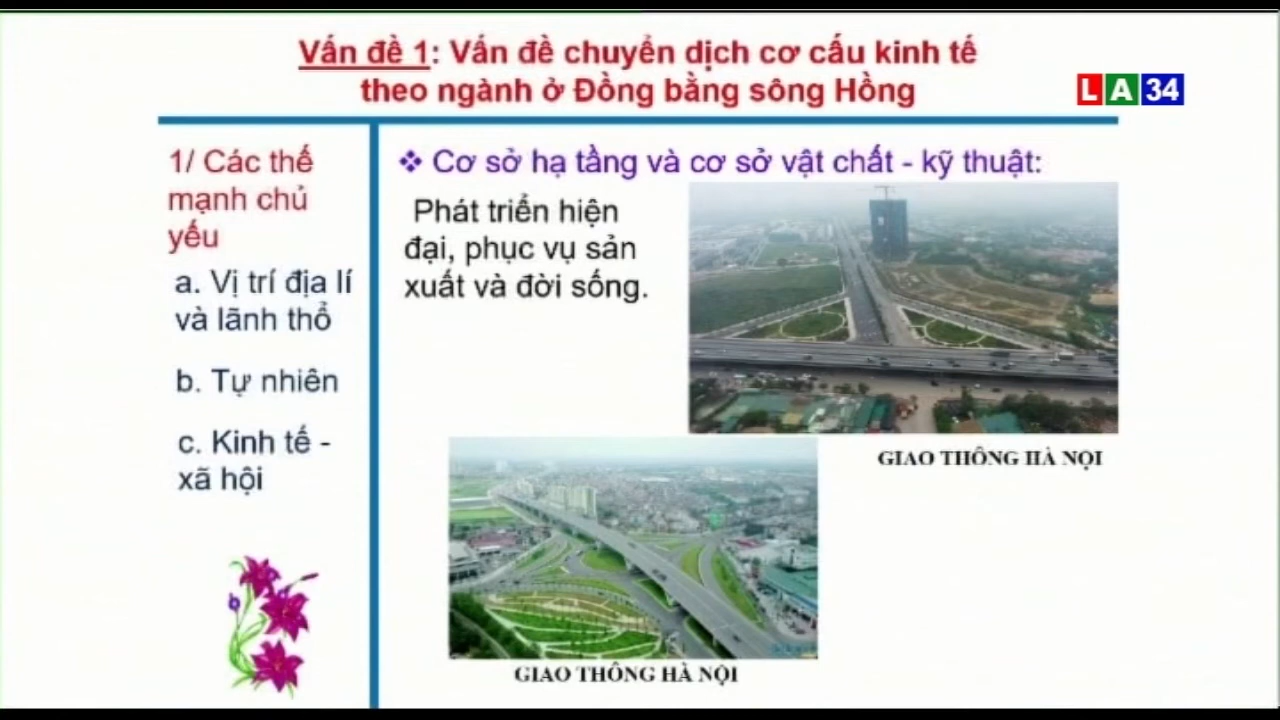 Vấn đề 1: Vấn đề chuyển dịch cơ cấu kinh tế
theo ngành ở Đồng bằng sông Hồng
LA34
1/ Các thế
mạnh chủ
yếu
a. Vị trí địa lí
và lãnh thổ
b. Tự nhiên
c. Kinh tế -
xã hội
❖ Cơ sở hạ tầng và cơ sở vật chất - kỹ thuật:
Phát triển hiện
đại, phục vụ sản
xuất và đời sống.
GIAO THÔNG HÀ NỘI
GIAO THÔNG HÀ NỘI